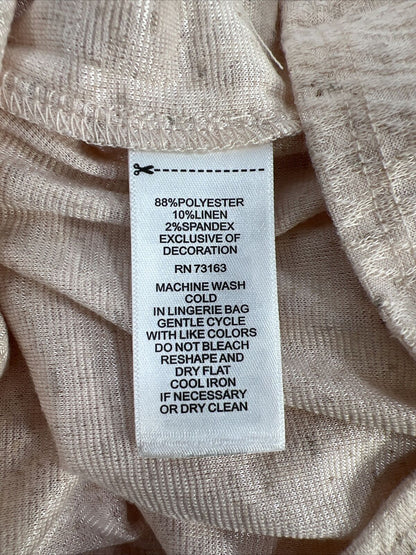 88%POLYESTER
10%LINEN
2%SPANDEX
EXCLUSIVE OF
DECORATION
RN 73163
MACHINE WASH
COLD
IN LINGERIE BAG
GENTLE CYCLE
WITH LIKE COLORS
DO NOT BLEACH
RESHAPE AND
DRY FLAT
COOL IRON
IF NECESSARY
OR DRY CLEAN